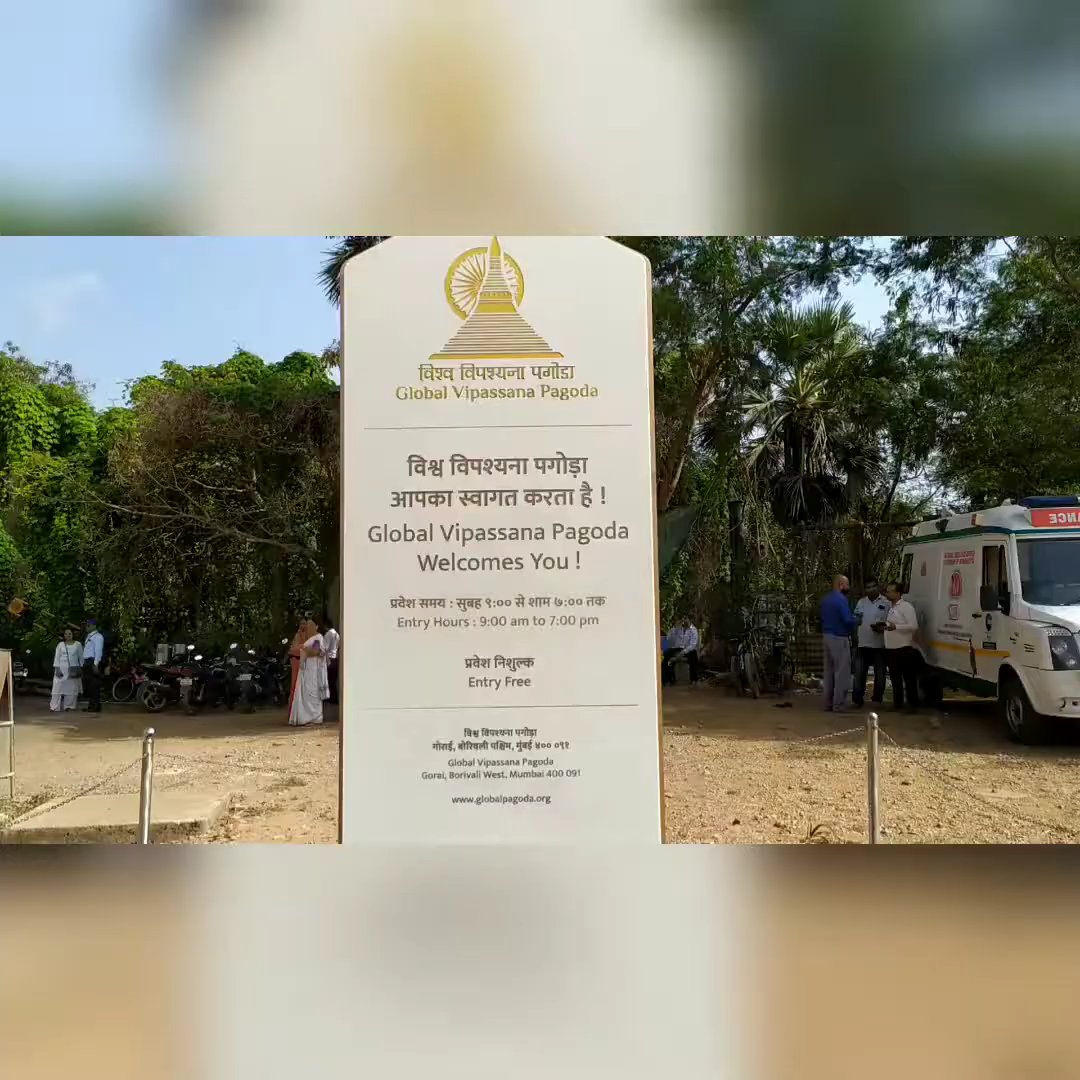 विश्व विपश्यना पगोडा
Global Vipassana Pagoda
विश्व विपश्यना पगोड़ा
आपका स्वागत करता है !
Global Vipassana Pagoda
Welcomes You !
प्रवेश समय : सुबह ९:०० से शाम ७:०० तक
Entry Hours : 9:00 am to 7:00 pm
प्रवेश निशुल्क
Entry Free
विश्व विपश्यना पगोडा
गोराई, बोरिवली पश्चिम, मुंबई ४०० ०९१
Global Vipassana Pagoda
Gorai, Borivali West, Mumbai 400 091
www.globalpagoda.org